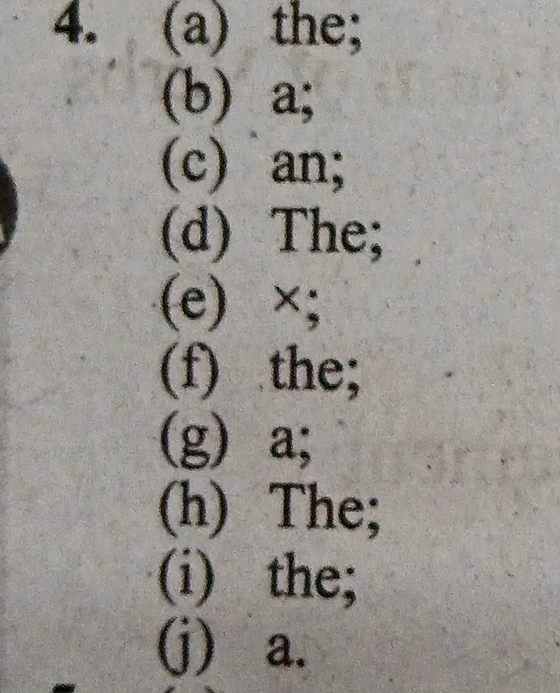 4. (a) the;
(b) a;
(c) an;
(d) The;
(e) ×;
(f) the;
(g) a;
(h) The;
(i) the;
(j) a.